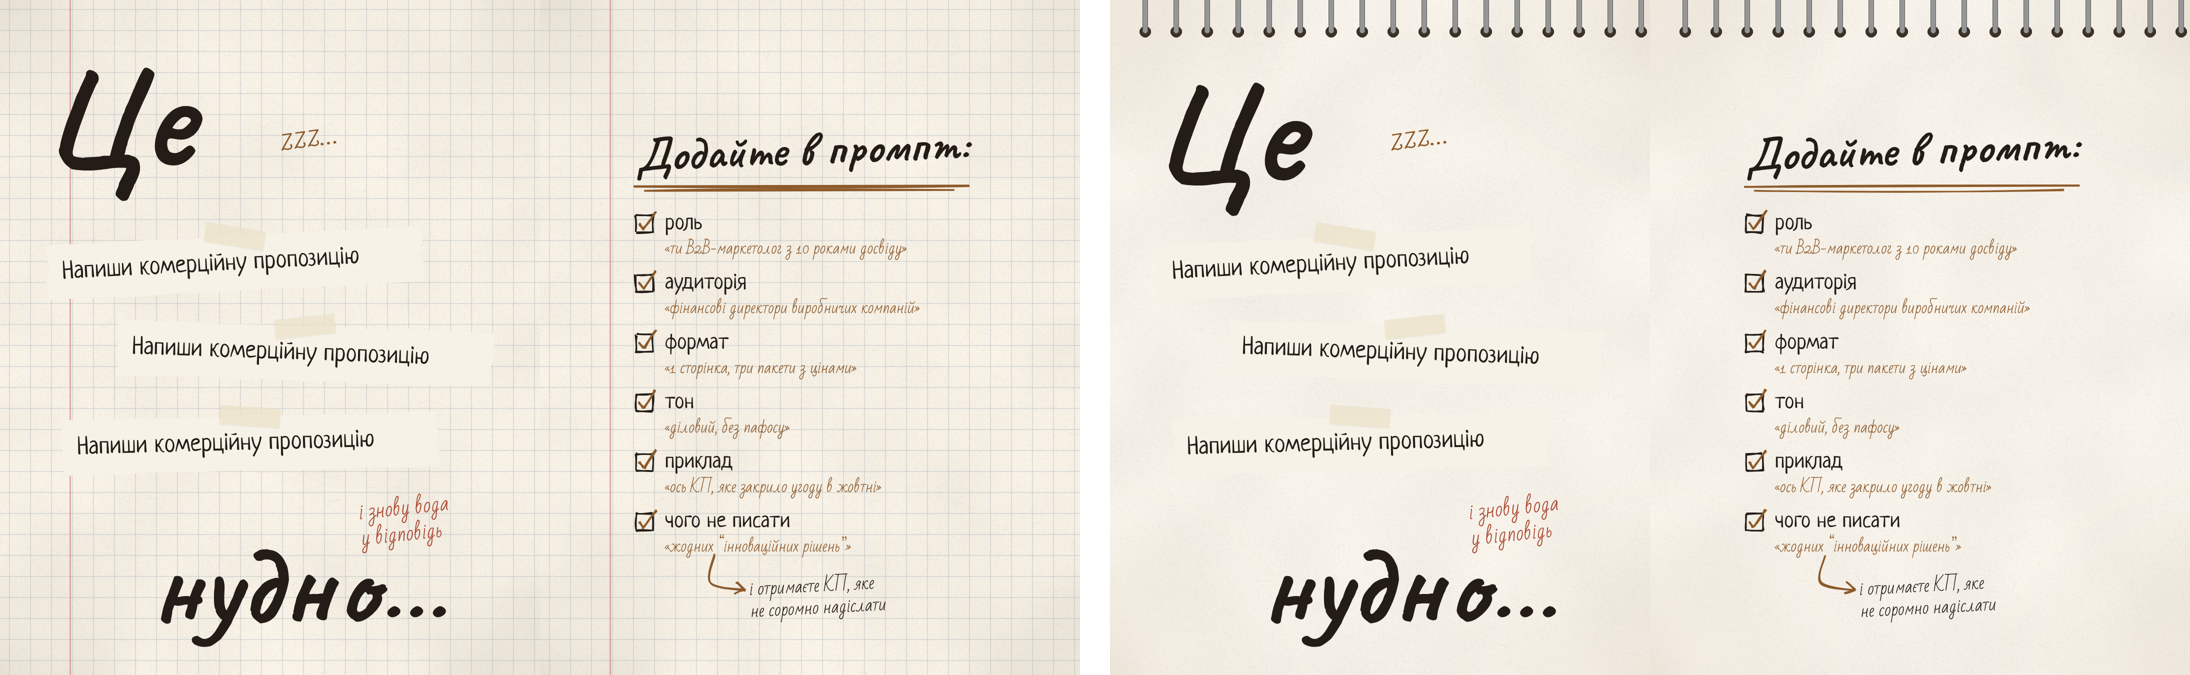 Це
zzz...
Напиши комерційну пропозицію
Напиши комерційну пропозицію
Напиши комерційну пропозицію
і знову вода
у відповідь
нудно...
Додайте в промпт:
роль
«ти B2B-маркетолог з 10 роками досвіду»
аудиторія
«фінансові директори виробничих компаній»
формат
«1 сторінка, три пакети з цінами»
тон
«діловий, без пафосу»
приклад
«ось КП, яке закрило угоду в жовтні»
чого не писати
«жодних “інноваційних рішень”»
і отримаєте КП, яке
не соромно надіслати
Це
zzz...
Напиши комерційну пропозицію
Напиши комерційну пропозицію
Напиши комерційну пропозицію
і знову вода
у відповідь
нудно...
Додайте в промпт:
роль
«ти B2B-маркетолог з 10 роками досвіду»
аудиторія
«фінансові директори виробничих компаній»
формат
«1 сторінка, три пакети з цінами»
тон
«діловий, без пафосу»
приклад
«ось КП, яке закрило угоду в жовтні»
чого не писати
«жодних “інноваційних рішень”»
і отримаєте КП, яке
не соромно надіслати